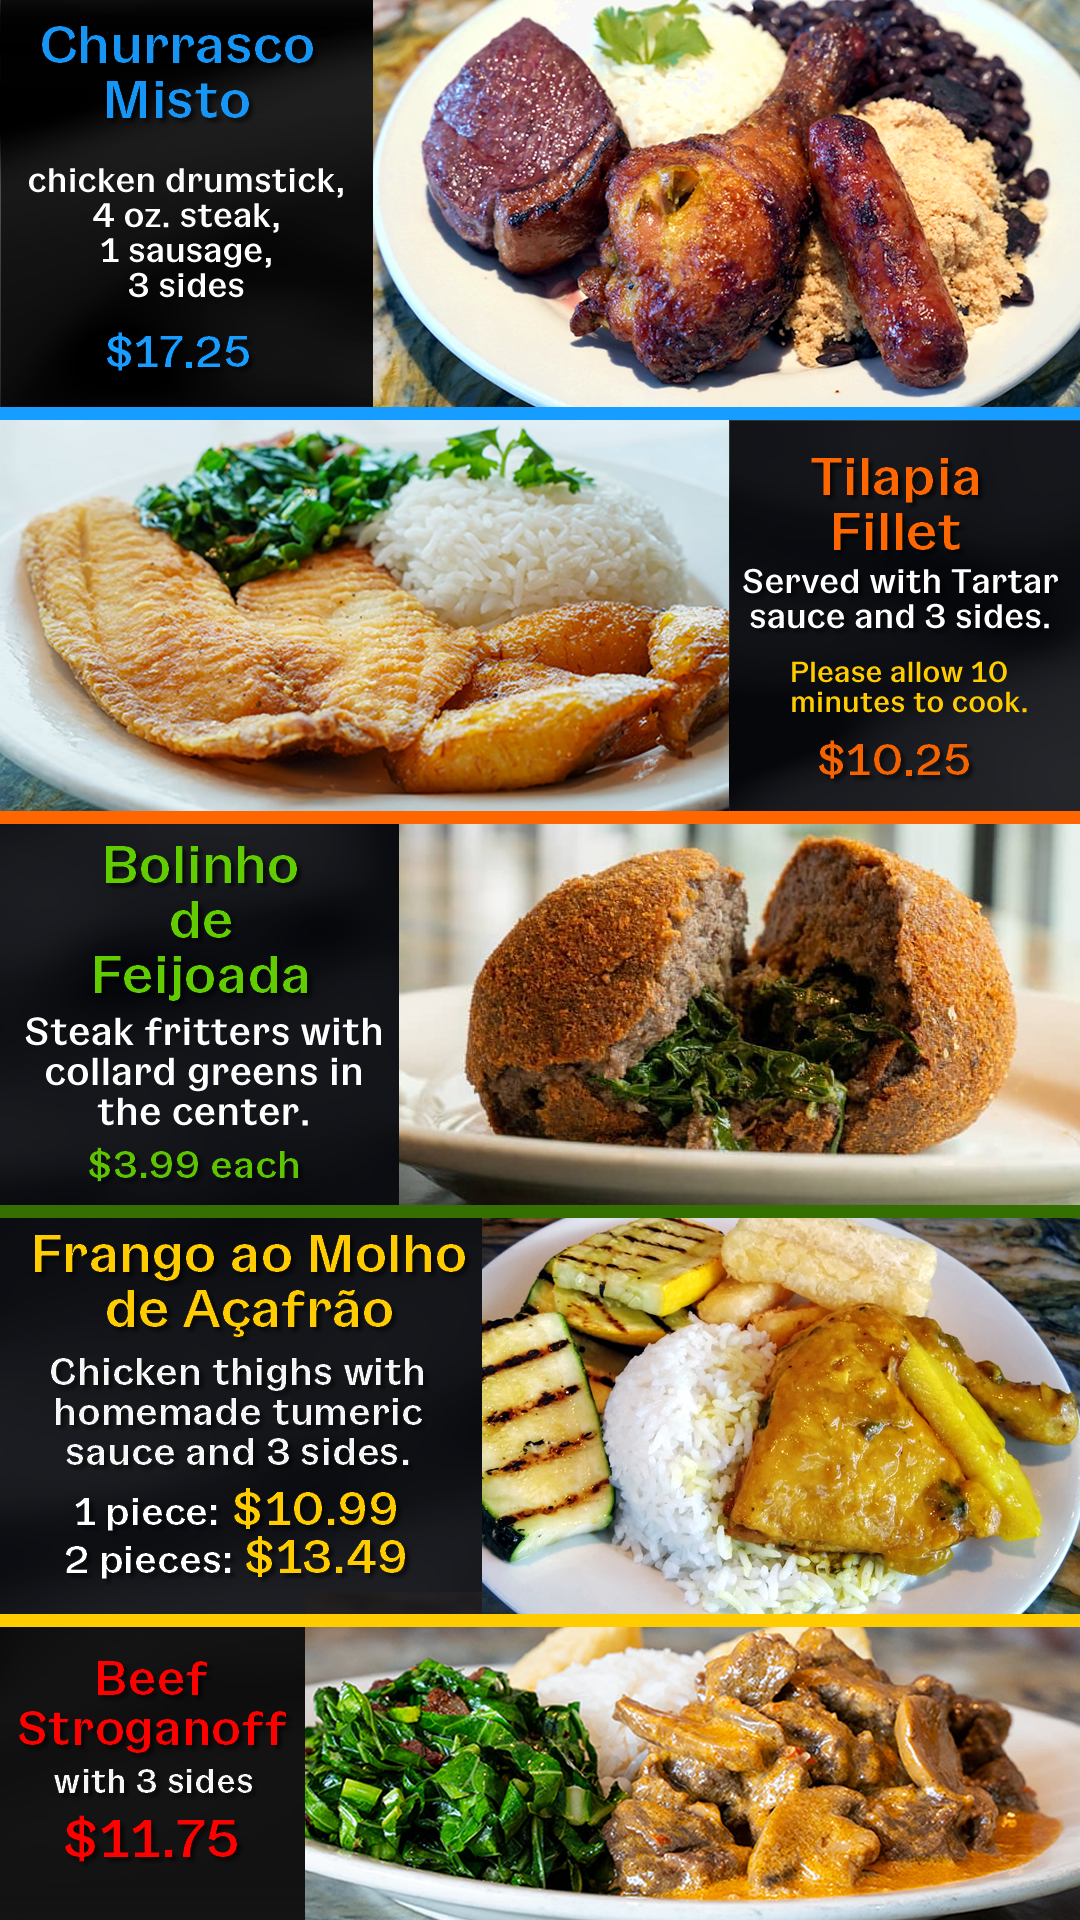 Churrasco
Misto
chicken drumstick,
4 oz. steak,
1 sausage,
3 sides
$17.25
Tilapia
Fillet
Served with Tartar
sauce and 3 sides.
Please allow 10
minutes to cook.
$10.25
Bolinho
de
Feijoada
Steak fritters with
collard greens in
the center.
$3.99 each
Frango ao Molho
de Açafrão
Chicken thighs with
homemade tumeric
sauce and 3 sides.
1 piece: $10.99
2 pieces: $13.49
Beef
Stroganoff
with 3 sides
$11.75